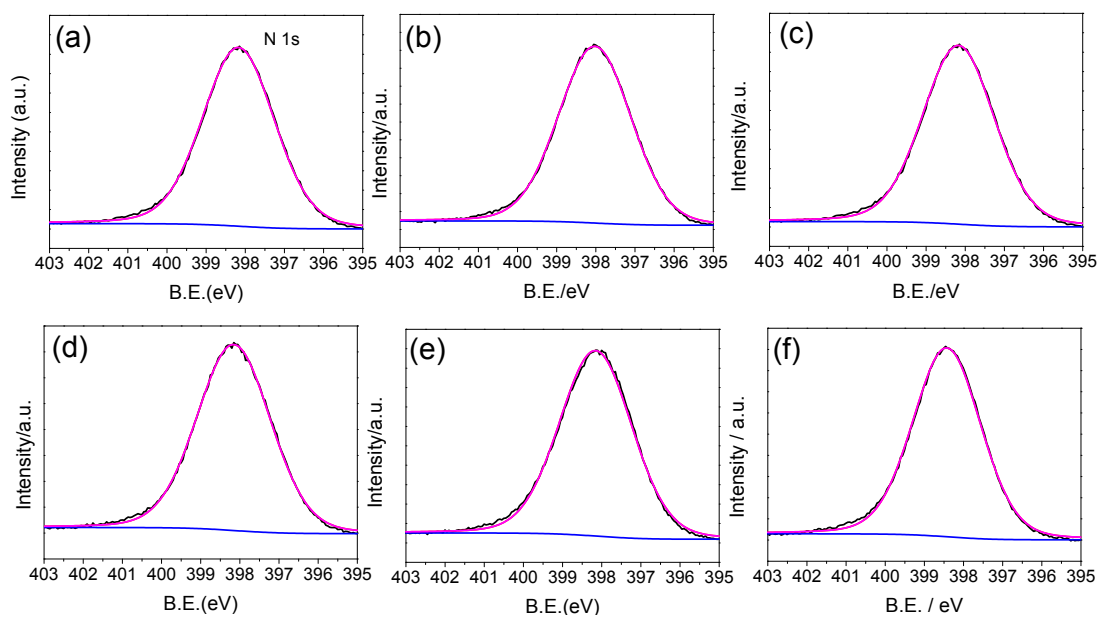 (a)
N 1s
Intensity (a.u.)
403 402 401 400 399 398 397 396 395
B.E.(eV)
(b)
Intensity/a.u.
403 402 401 400 399 398 397 396 395
B.E./eV
(c)
Intensity/a.u.
403 402 401 400 399 398 397 396 395
B.E./eV
(d)
Intensity/a.u.
403 402 401 400 399 398 397 396 395
B.E.(eV)
(e)
Intensity/a.u.
403 402 401 400 399 398 397 396 395
B.E.(eV)
(f)
Intensity / a.u.
403 402 401 400 399 398 397 396 395
B.E. / eV